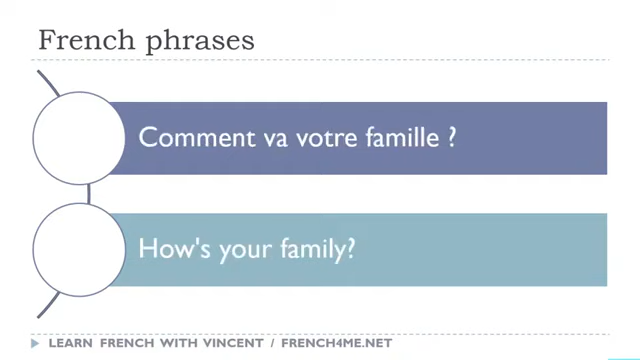 French phrases
Comment va votre famille ?
How's your family?
LEARN FRENCH WITH VINCENT / FRENCH4ME.NET